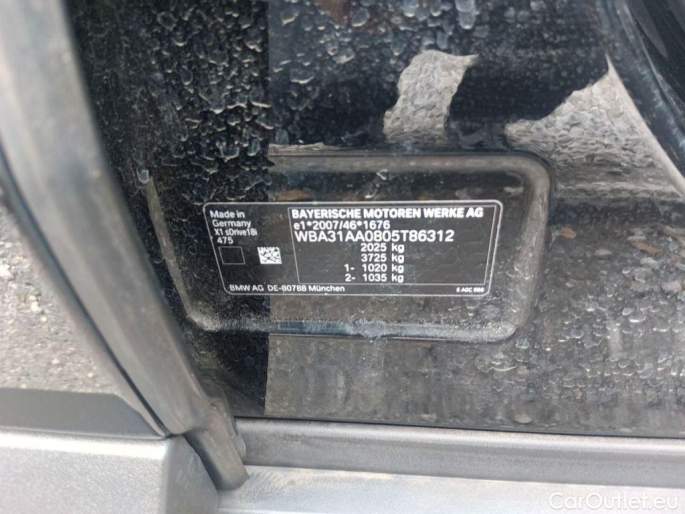 Made in
Germany
X1 sDrive18i
475
BAYERISCHE MOTOREN WERKE AG
e1*2007/46*1676
WBA31AA0805T86312
2025 kg
3725 kg
1- 1020 kg
2- 1035 kg
BMW AG DE-80788 München
CarOutlet.eu